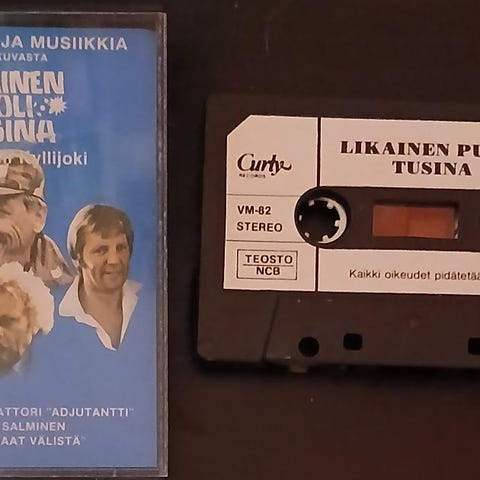 JA MUSIIKKIA
KUVASTA
INEN
OLI
SINA
yllijoki
ATTORI "ADJUTANTTI"
SALMINEN
AAT VÄLISTÄ"
Curly
RECORDS
LIKAINEN PU
TUSINA
VM-82
STEREO
TEOSTO
NCB
Kaikki oikeudet pidätetää